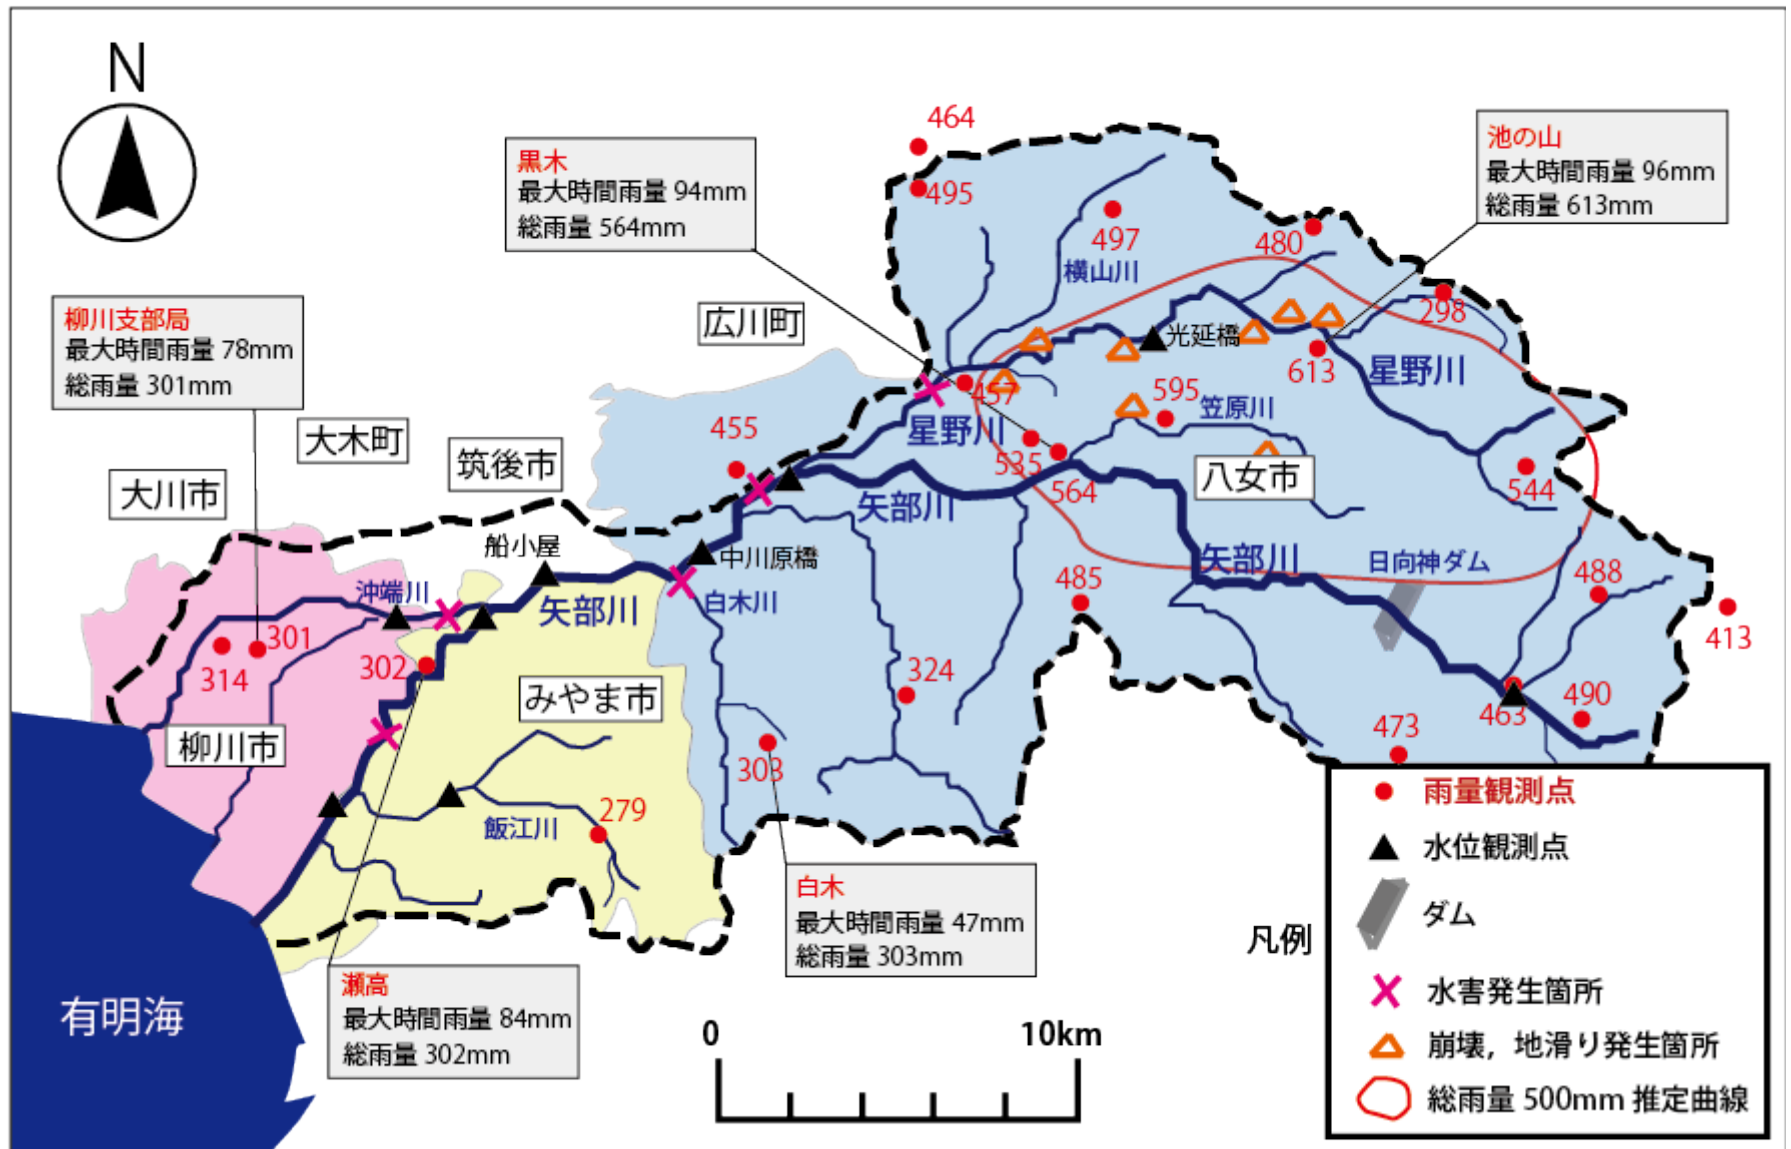 N
464
495
黒木
最大時間雨量 94mm
総雨量 564mm
池の山
最大時間雨量 96mm
総雨量 613mm
497
480
横山川
298
柳川支部局
最大時間雨量 78mm
総雨量 301mm
広川町
光延橋
613
星野川
457
595
笠原川
星野川
455
大木町
筑後市
大川市
535
564
八女市
544
矢部川
船小屋
中川原橋
矢部川
日向神ダム
488
485
413
沖端川
矢部川
白木川
301
314
302
みやま市
324
463
490
473
柳川市
303
279
飯江川
白木
最大時間雨量 47mm
総雨量 303mm
瀬高
最大時間雨量 84mm
総雨量 302mm
有明海
0
10km
凡例
雨量観測点
水位観測点
ダム
水害発生箇所
崩壊，地滑り発生箇所
総雨量 500mm 推定曲線